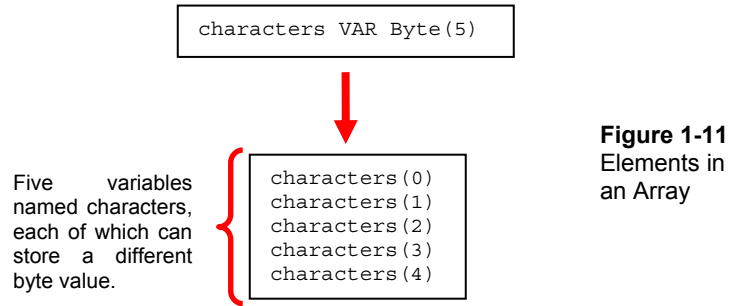 characters VAR Byte(5)
Five variables
named characters,
each of which can
store a different
byte value.
characters(0)
characters(1)
characters(2)
characters(3)
characters(4)
Figure 1-11
Elements in
an Array